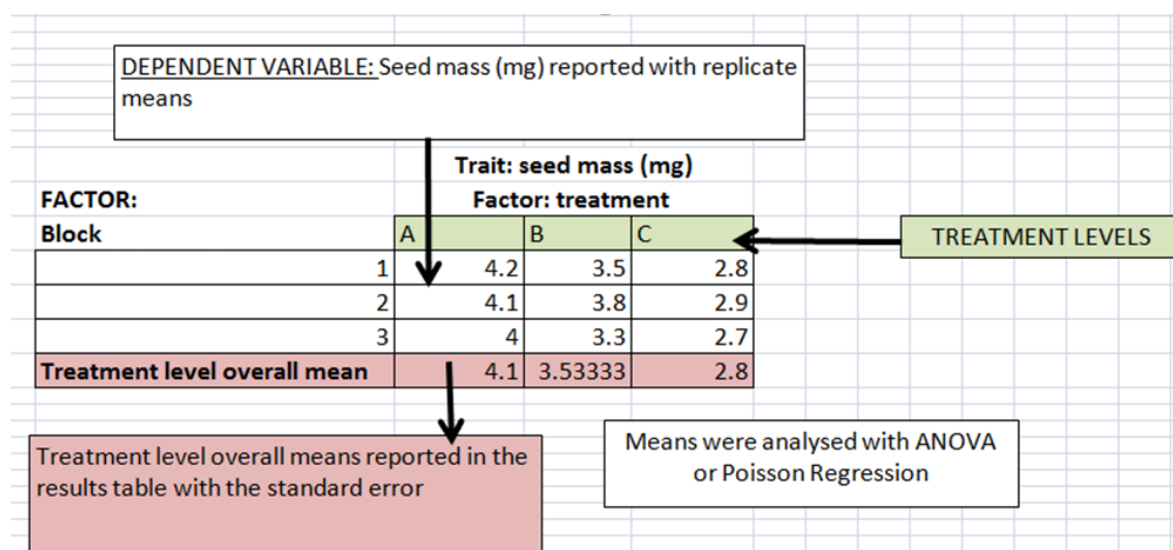 DEPENDENT VARIABLE: Seed mass (mg) reported with replicate
means
Trait: seed mass (mg)
FACTOR: Factor: treatment
Block A B C TREATMENT LEVELS
1 4.2 3.5 2.8
2 4.1 3.8 2.9
3 4 3.3 2.7
Treatment level overall mean 4.1 3.53333 2.8
Treatment level overall means reported in the
results table with the standard error
Means were analysed with ANOVA
or Poisson Regression